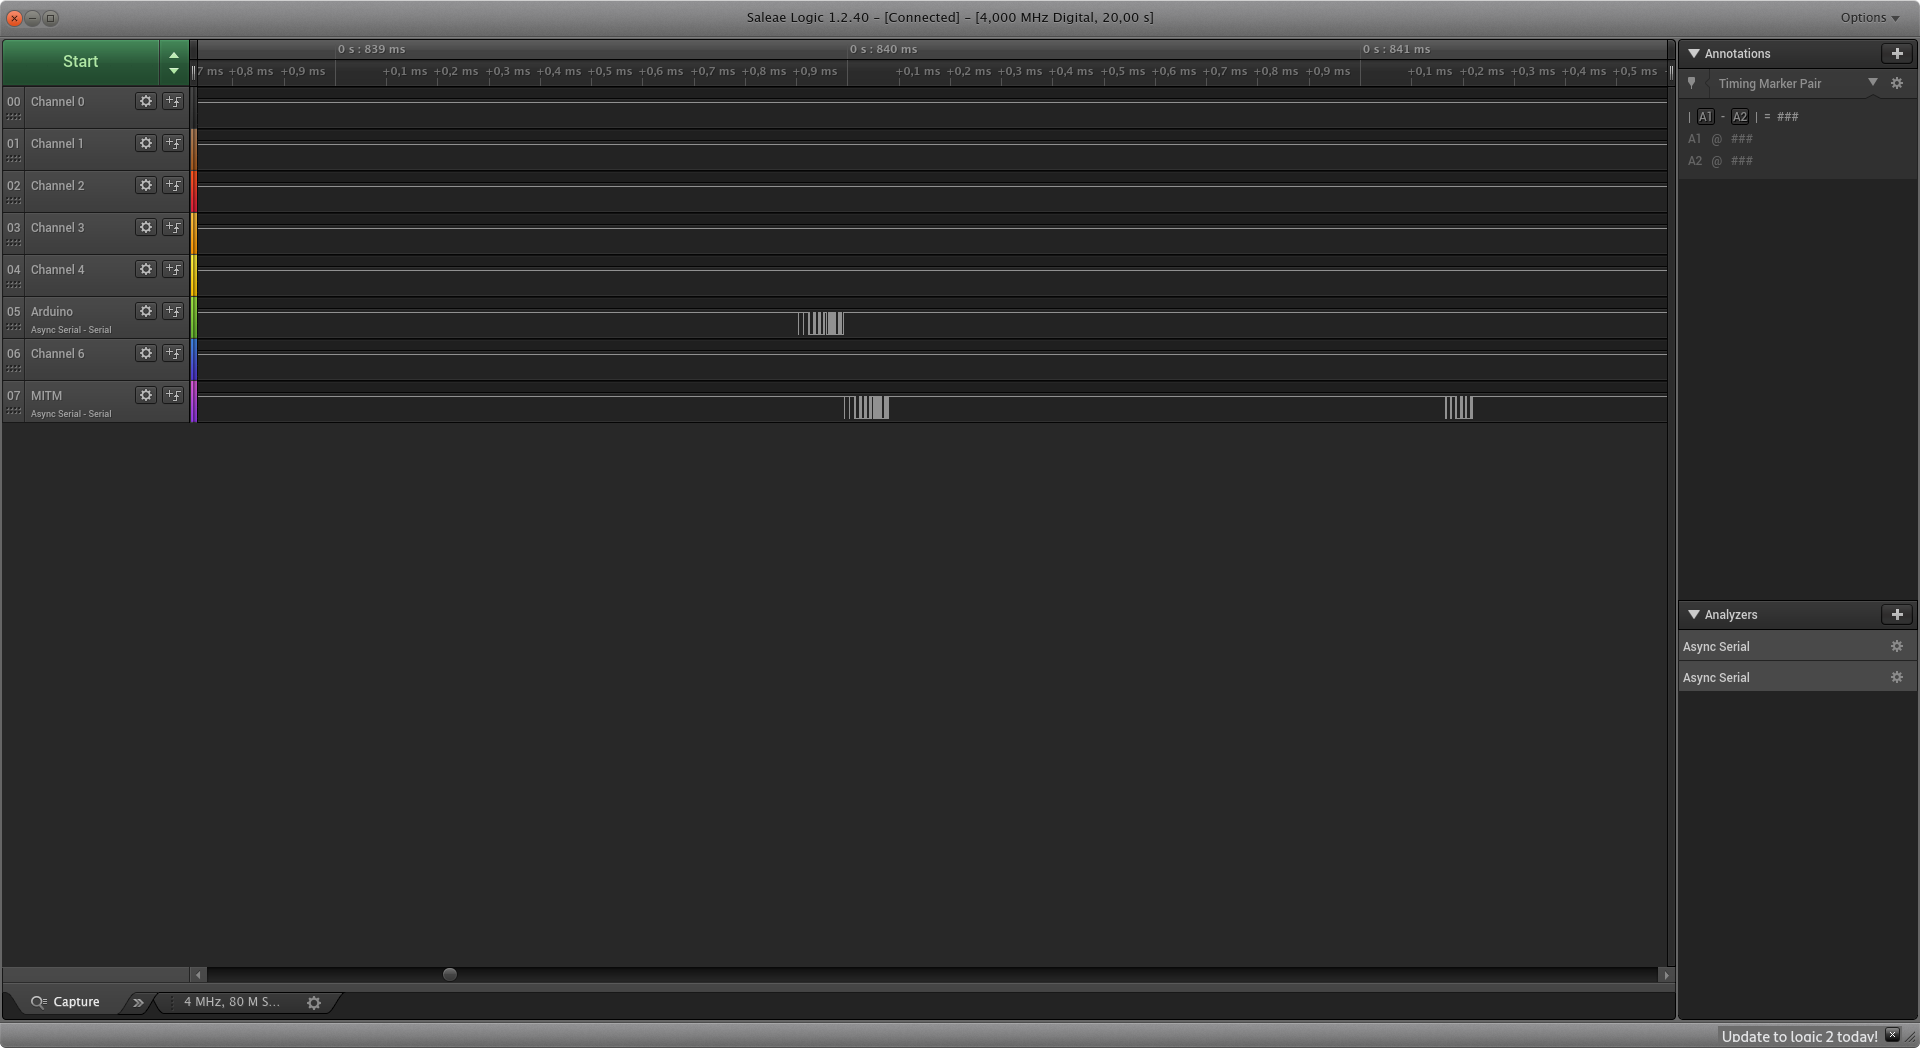 Saleae Logic 1.2.40 – [Connected] – [4,000 MHz Digital, 20,00 s]
Options
Start
0 s : 839 ms
0 s : 840 ms
0 s : 841 ms
7 ms +0,8 ms +0,9 ms +0,1 ms +0,2 ms +0,3 ms +0,4 ms +0,5 ms +0,6 ms +0,7 ms +0,8 ms +0,9 ms +0,1 ms +0,2 ms +0,3 ms +0,4 ms +0,5 ms +0,6 ms +0,7 ms +0,8 ms +0,9 ms +0,1 ms +0,2 ms +0,3 ms +0,4 ms +0,5 ms
00 Channel 0
01 Channel 1
02 Channel 2
03 Channel 3
04 Channel 4
05 Arduino
Async Serial - Serial
06 Channel 6
07 MITM
Async Serial - Serial
Annotations
Timing Marker Pair
| A1 - A2 | = ###
A1 @ ###
A2 @ ###
Analyzers
Async Serial
Async Serial
Capture
4 MHz, 80 M S...
Update to logic 2 today!